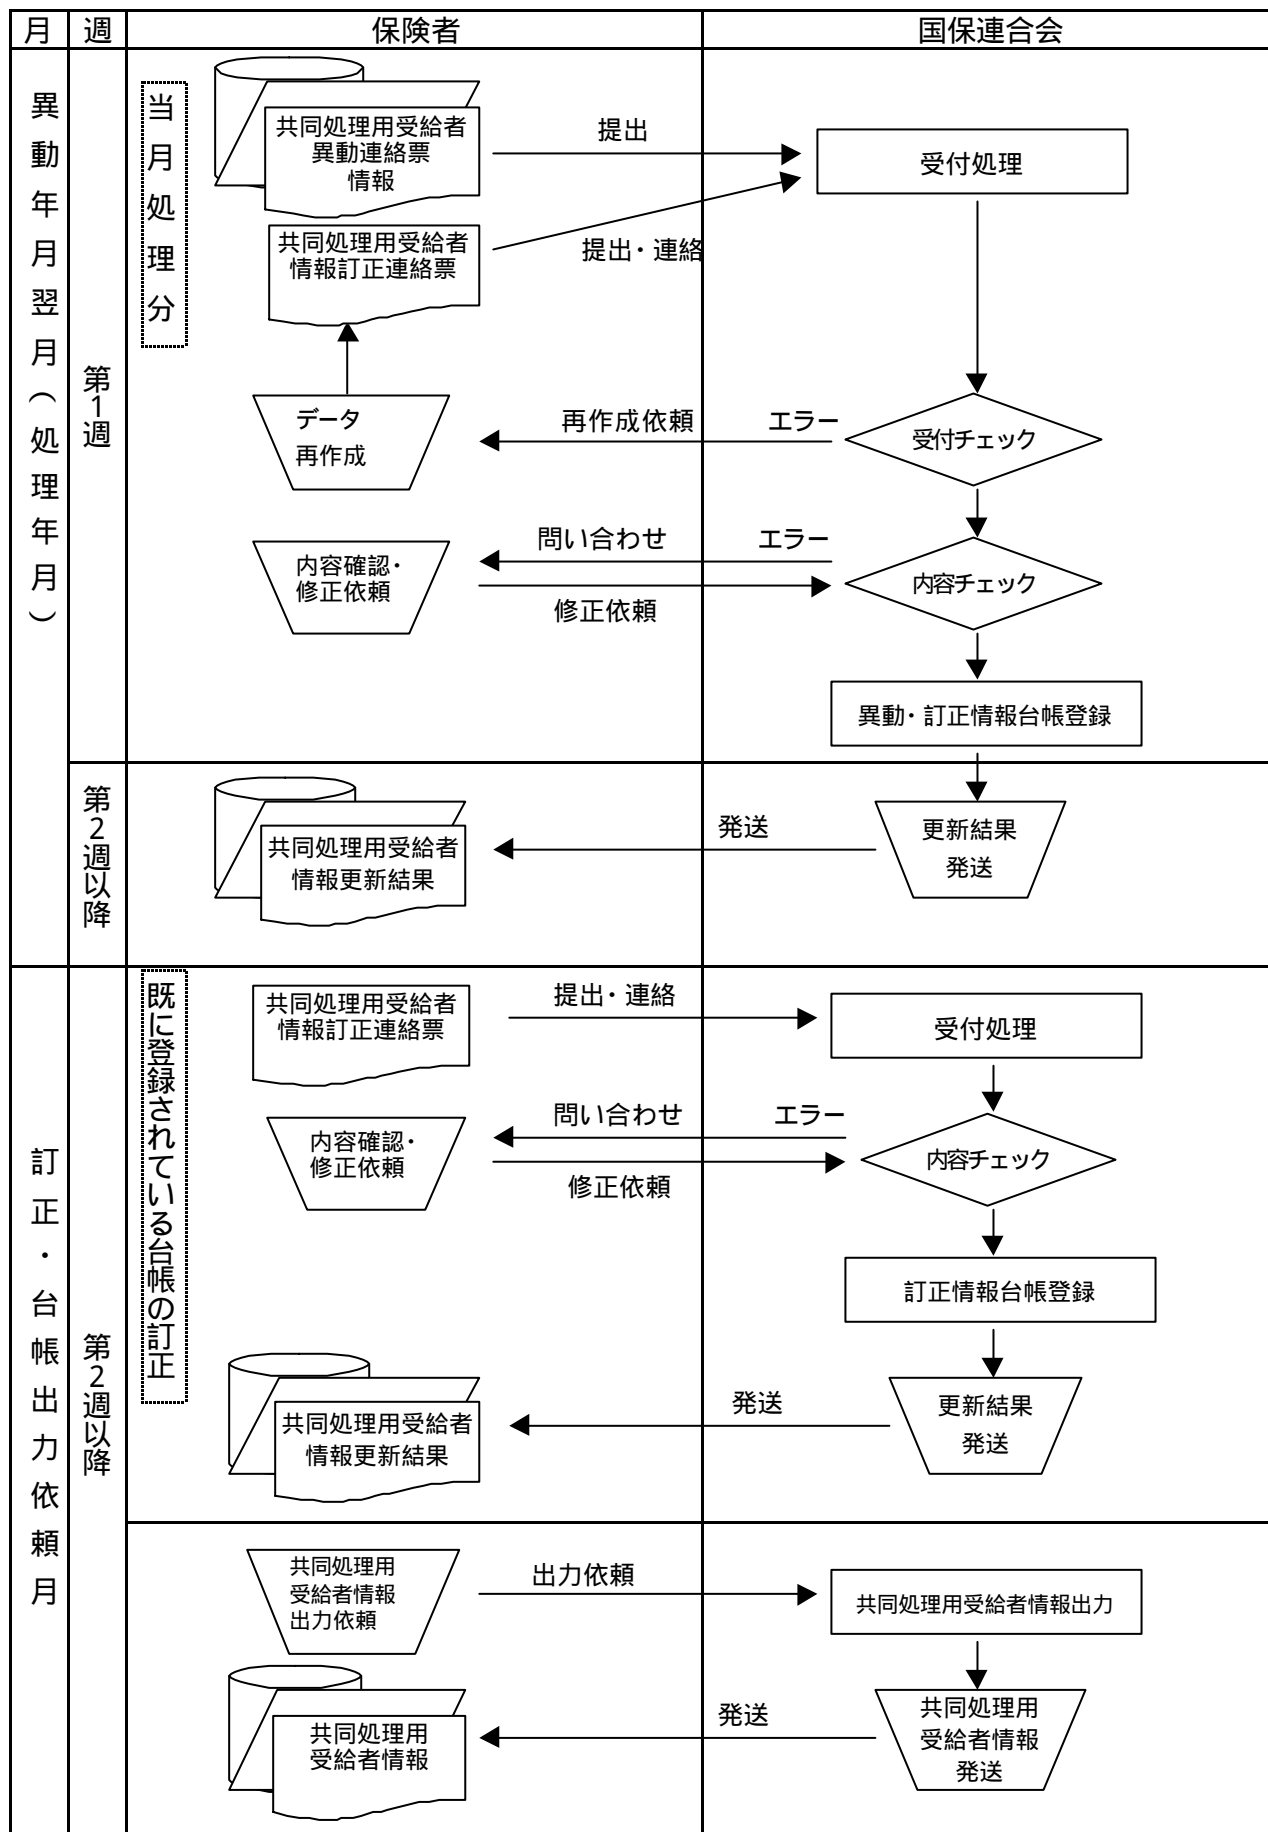 月
週
保険者
国保連合会
異動年月翌月（処理年月）
第1週
当月処理分
共同処理用受給者
異動連絡票
情報
提出
受付処理
共同処理用受給者
情報訂正連絡票
提出・連絡
データ
再作成
再作成依頼
エラー
受付チェック
内容確認・
修正依頼
問い合わせ
エラー
修正依頼
内容チェック
異動・訂正情報台帳登録
第2週以降
共同処理用受給者
情報更新結果
発送
更新結果
発送
訂正・台帳出力依頼月
第2週以降
既に登録されている台帳の訂正
共同処理用受給者
情報訂正連絡票
提出・連絡
受付処理
内容確認・
修正依頼
問い合わせ
エラー
修正依頼
内容チェック
訂正情報台帳登録
共同処理用受給者
情報更新結果
発送
更新結果
発送
共同処理用
受給者情報
出力依頼
出力依頼
共同処理用受給者情報出力
共同処理用
受給者情報
発送
共同処理用
受給者情報
発送